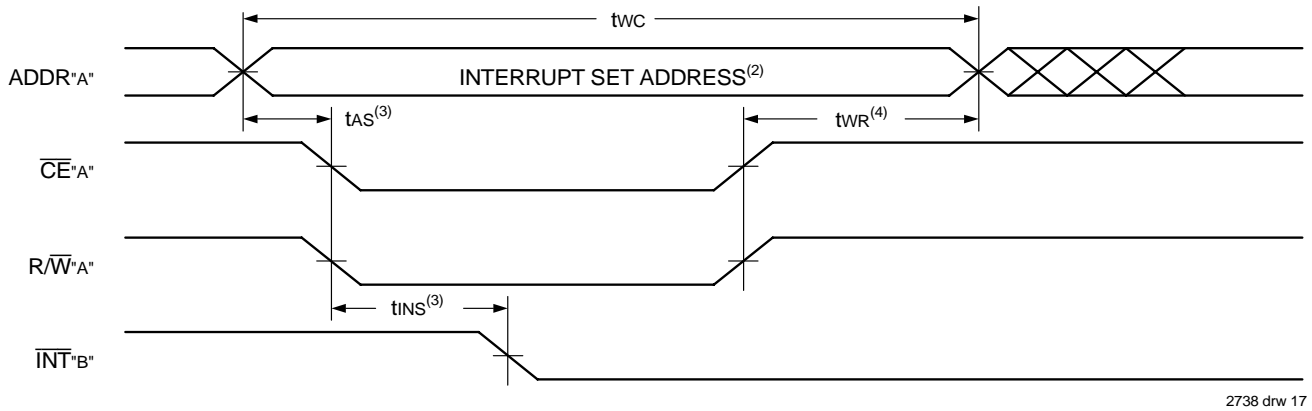 tWC
ADDR"A"
INTERRUPT SET ADDRESS(2)
tAS(3)
tWR(4)
CE"A"
R/W"A"
tINS(3)
INT"B"
2738 drw 17